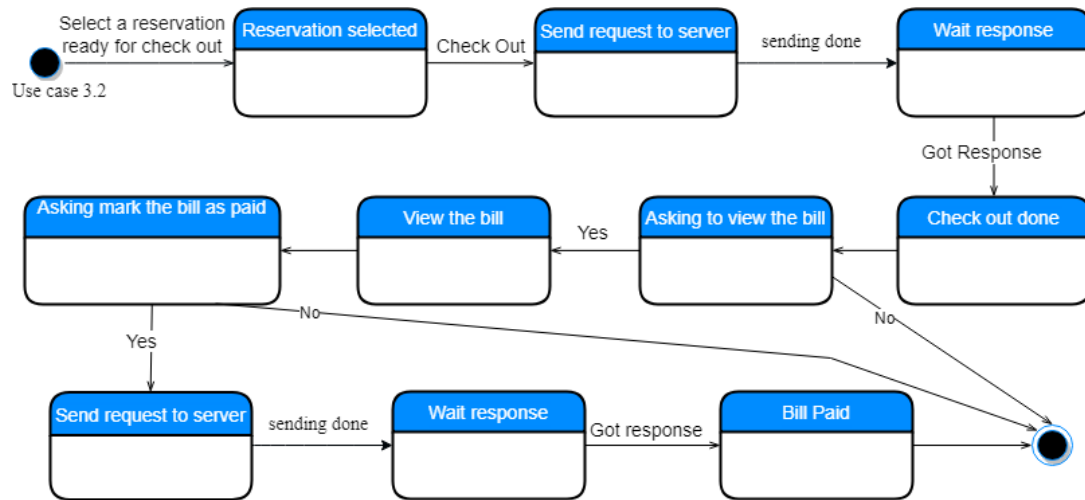 Select a reservation
ready for check out
Use case 3.2
Reservation selected
Check Out
Send request to server
sending done
Wait response
Got Response
Asking mark the bill as paid
View the bill
Yes
Asking to view the bill
Check out done
No
No
Yes
Send request to server
sending done
Wait response
Got response
Bill Paid